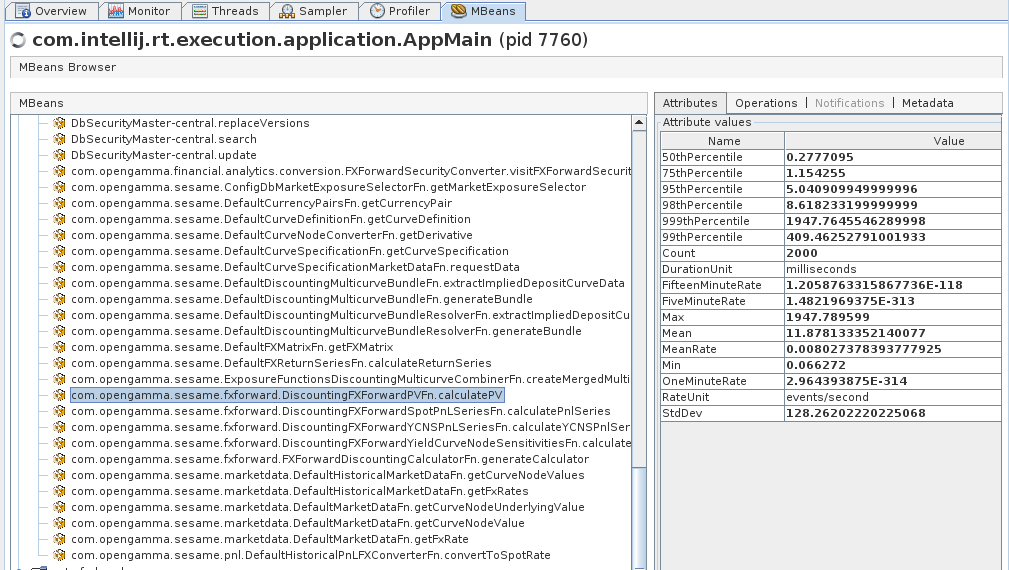 Overview Monitor Threads Sampler Profiler MBeans
com.intellij.rt.execution.application.AppMain (pid 7760)
MBeans Browser
MBeans
DbSecurityMaster-central.replaceVersions
DbSecurityMaster-central.search
DbSecurityMaster-central.update
com.opengamma.financial.analytics.conversion.FXForwardSecurityConverter.visitFXForwardSecurit
com.opengamma.sesame.ConfigDbMarketExposureSelectorFn.getMarketExposureSelector
com.opengamma.sesame.DefaultCurrencyPairsFn.getCurrencyPair
com.opengamma.sesame.DefaultCurveDefinitionFn.getCurveDefinition
com.opengamma.sesame.DefaultCurveNodeConverterFn.getDerivative
com.opengamma.sesame.DefaultCurveSpecificationFn.getCurveSpecification
com.opengamma.sesame.DefaultCurveSpecificationMarketDataFn.requestData
com.opengamma.sesame.DefaultDiscountingMulticurveBundleFn.extractImpliedDepositCurveData
com.opengamma.sesame.DefaultDiscountingMulticurveBundleFn.generateBundle
com.opengamma.sesame.DefaultDiscountingMulticurveBundleResolverFn.extractImpliedDepositCu
com.opengamma.sesame.DefaultDiscountingMulticurveBundleResolverFn.generateBundle
com.opengamma.sesame.DefaultFXMatrixFn.getFXMatrix
com.opengamma.sesame.DefaultFXReturnSeriesFn.calculateReturnSeries
com.opengamma.sesame.ExposureFunctionsDiscountingMulticurveCombinerFn.createMergedMulti
com.opengamma.sesame.fxforward.DiscountingFXForwardPVFn.calculatePV
com.opengamma.sesame.fxforward.DiscountingFXForwardSpotPnLSeriesFn.calculatePnlSeries
com.opengamma.sesame.fxforward.DiscountingFXForwardYCNSPnLSeriesFn.calculateYCNSPnlSer
com.opengamma.sesame.fxforward.DiscountingFXForwardYieldCurveNodeSensitivitiesFn.calculate
com.opengamma.sesame.fxforward.FXForwardDiscountingCalculatorFn.generateCalculator
com.opengamma.sesame.marketdata.DefaultHistoricalMarketDataFn.getCurveNodeValues
com.opengamma.sesame.marketdata.DefaultHistoricalMarketDataFn.getFxRates
com.opengamma.sesame.marketdata.DefaultMarketDataFn.getCurveNodeUnderlyingValue
com.opengamma.sesame.marketdata.DefaultMarketDataFn.getCurveNodeValue
com.opengamma.sesame.marketdata.DefaultMarketDataFn.getFxRate
com.opengamma.sesame.pnl.DefaultHistoricalPnLFXConverterFn.convertToSpotRate
Attributes Operations Notifications Metadata
Attribute values
Name Value
50thPercentile 0.2777095
75thPercentile 1.154255
95thPercentile 5.040909949999996
98thPercentile 8.618233199999999
999thPercentile 1947.7645546289998
99thPercentile 409.46252791001933
Count 2000
DurationUnit milliseconds
FifteenMinuteRate 1.2058763315867736E-118
FiveMinuteRate 1.4821969375E-313
Max 1947.789599
Mean 11.878133352140077
MeanRate 0.008027378393777925
Min 0.066272
OneMinuteRate 2.964393875E-314
RateUnit events/second
StdDev 128.26202220225068